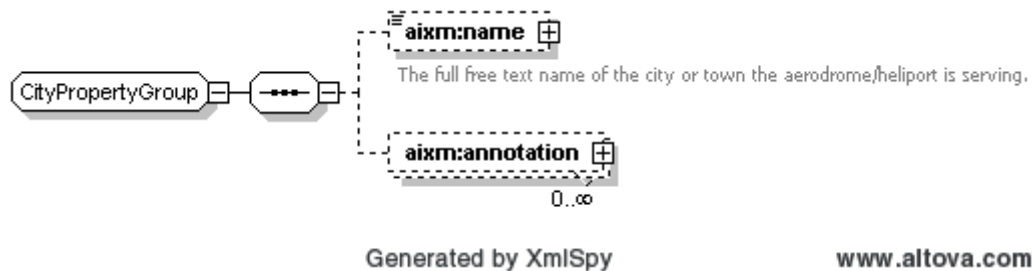 aixm:name
The full free text name of the city or town the aerodrome/heliport is serving.
CityPropertyGroup
aixm:annotation
0..∞
Generated by XmlSpy www.altova.com